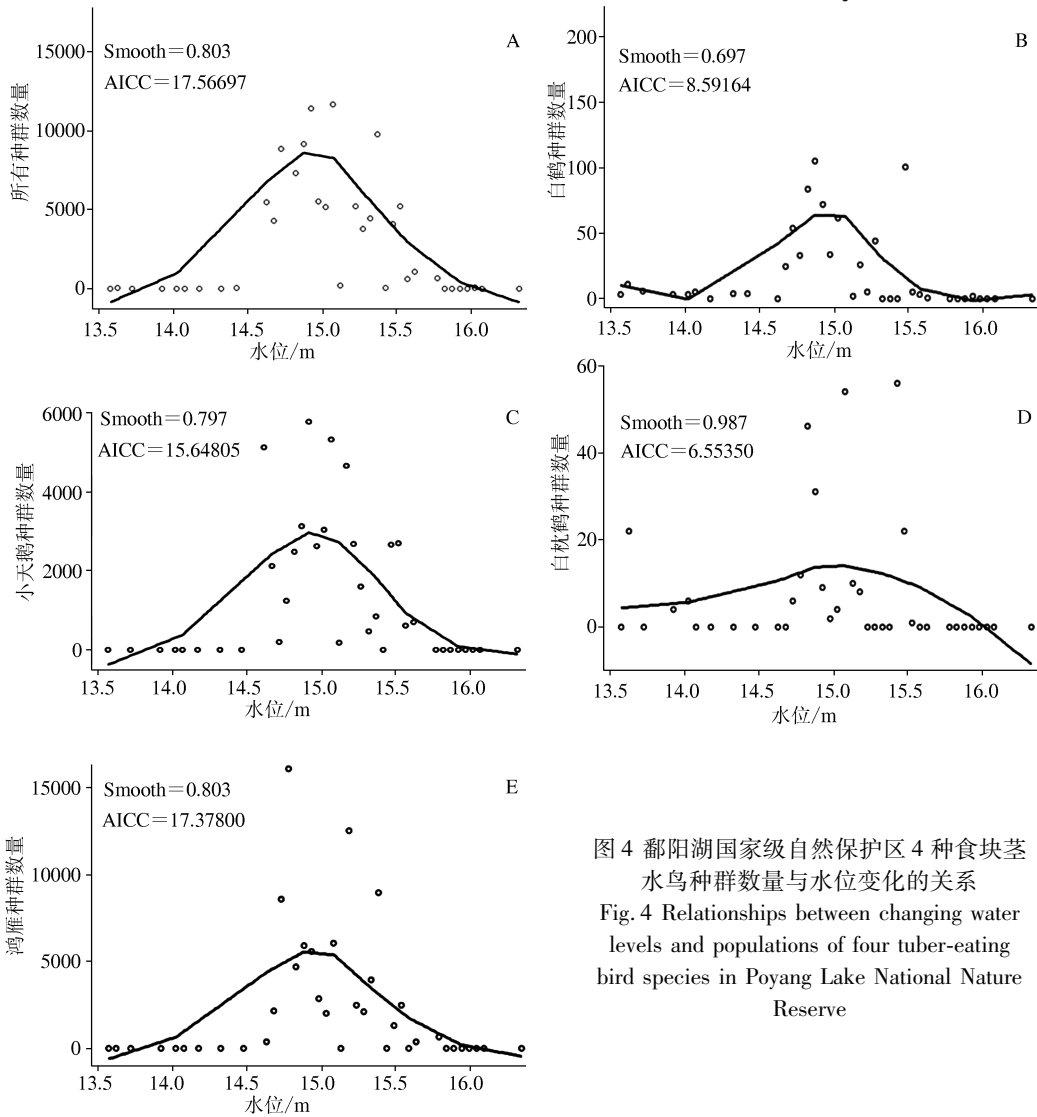 15000
10000
5000
0
Smooth=0.803
AICC=17.56697
A
所有种群数量
13.5 14.0 14.5 15.0 15.5 16.0
水位/m
200
150
100
50
0
Smooth=0.697
AICC=8.59164
B
白鹤种群数量
13.5 14.0 14.5 15.0 15.5 16.0
水位/m
6000
4000
2000
0
Smooth=0.797
AICC=15.64805
C
小天鹅种群数量
13.5 14.0 14.5 15.0 15.5 16.0
水位/m
60
40
20
0
Smooth=0.987
AICC=6.55350
D
白枕鹤种群数量
13.5 14.0 14.5 15.0 15.5 16.0
水位/m
15000
10000
5000
0
Smooth=0.803
AICC=17.37800
E
鸿雁种群数量
13.5 14.0 14.5 15.0 15.5 16.0
水位/m
图 4 鄱阳湖国家级自然保护区 4 种食块茎
水鸟种群数量与水位变化的关系
Fig. 4 Relationships between changing water
levels and populations of four tuber-eating
bird species in Poyang Lake National Nature
Reserve